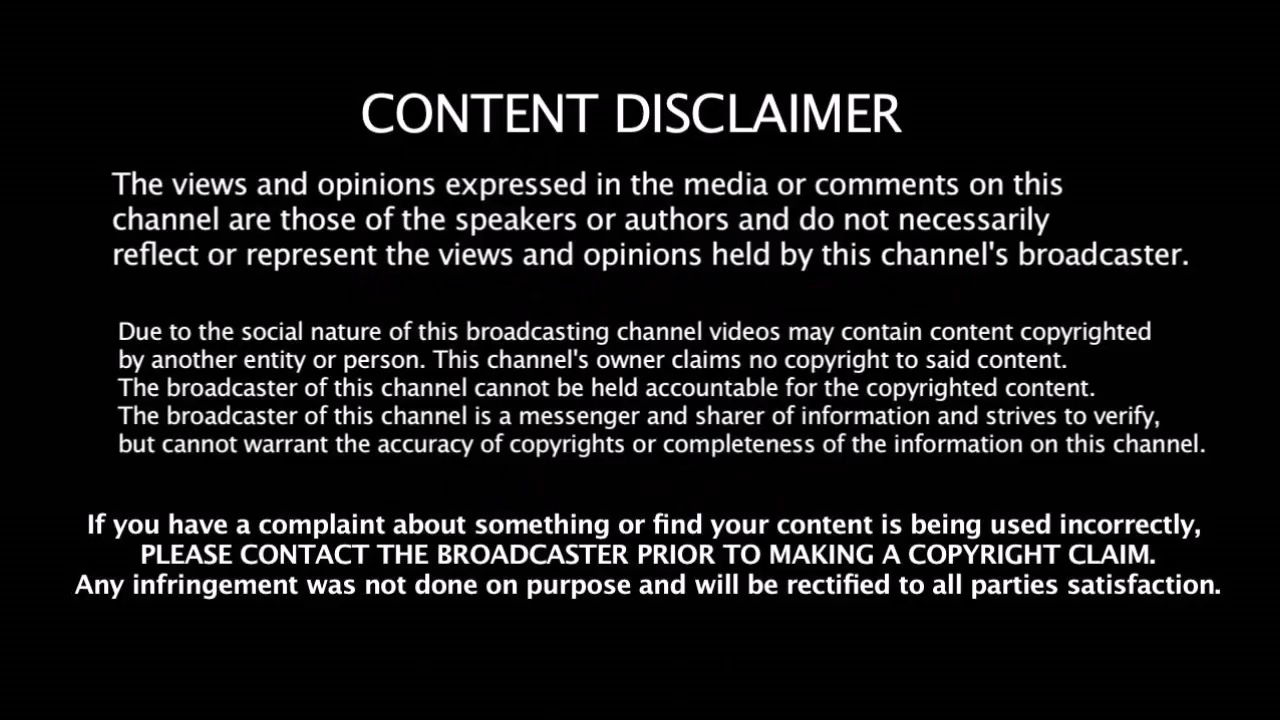 CONTENT DISCLAIMER
The views and opinions expressed in the media or comments on this
channel are those of the speakers or authors and do not necessarily
reflect or represent the views and opinions held by this channel's broadcaster.
Due to the social nature of this broadcasting channel videos may contain content copyrighted
by another entity or person. This channel's owner claims no copyright to said content.
The broadcaster of this channel cannot be held accountable for the copyrighted content.
The broadcaster of this channel is a messenger and sharer of information and strives to verify,
but cannot warrant the accuracy of copyrights or completeness of the information on this channel.
If you have a complaint about something or find your content is being used incorrectly,
PLEASE CONTACT THE BROADCASTER PRIOR TO MAKING A COPYRIGHT CLAIM.
Any infringement was not done on purpose and will be rectified to all parties satisfaction.